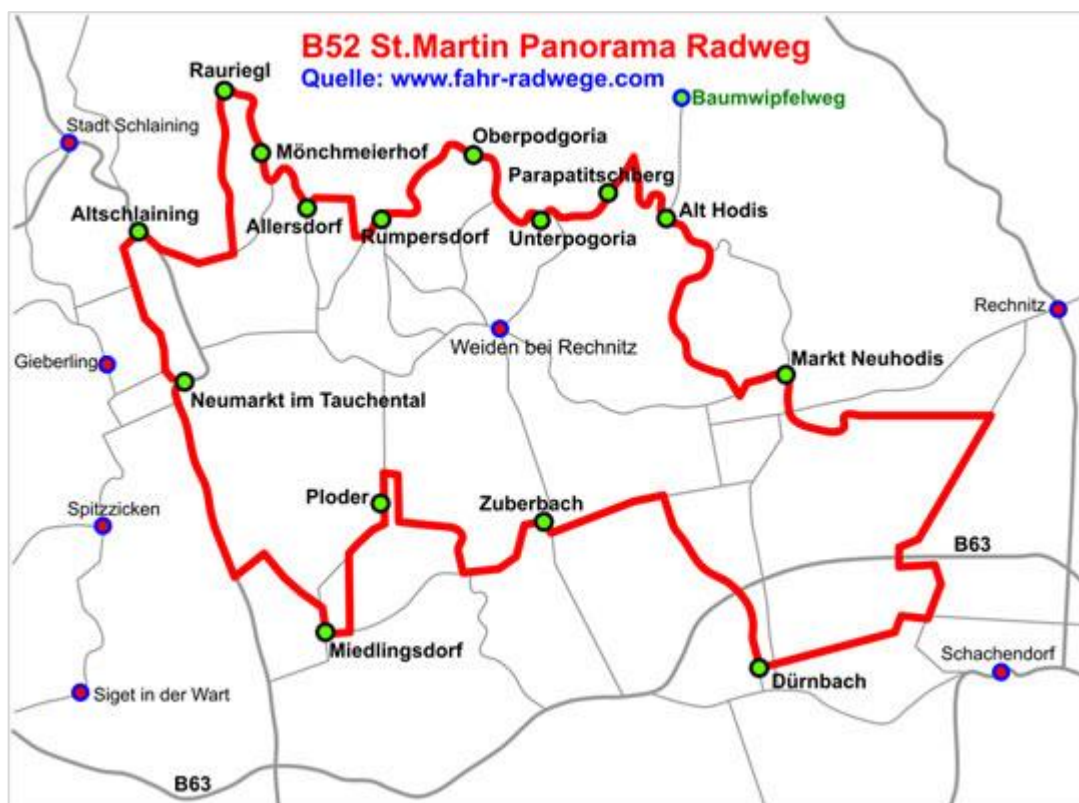 B52 St.Martin Panorama Radweg
Quelle: www.fahr-radwege.com
Rauriegl
Baumwipfelweg
Stadt Schlaining
Oberpodgoria
Mönchmeierhof
Parapatitschberg
Altschlaining
Allersdorf
Rumpersdorf
Unterpogoria
Alt Hodis
Rechnitz
Weiden bei Rechnitz
Gieberling
Markt Neuhodis
Neumarkt im Tauchental
Ploder
Zuberbach
Spitzzicken
B63
Miedlingsdorf
Schachendorf
Dürnbach
Siget in der Wart
B63